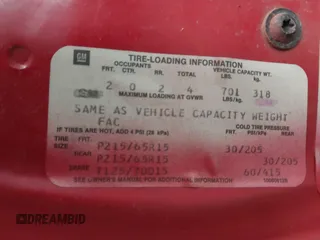 GM
TIRE-LOADING INFORMATION
OCCUPANTS VEHICLE CAPACITY WT.
FRT. CTR. RR. TOTAL LBS. KG.
2 0 2 4 701 318
MAXIMUM LOADING @ GVWR LBS/KG.
SAME AS VEHICLE CAPACITY WEIGHT
FAC
IF TIRES ARE HOT, ADD 4 PSI (28 kPa) COLD TIRE PRESSURE
SIZE
FRT. P215/65R15 30/205
REAR P215/65R15 30/205
SPARE T125/70D15 60/415
SEE OWNER'S MANUAL FOR ADDITIONAL INFORMATION
DREAMBID